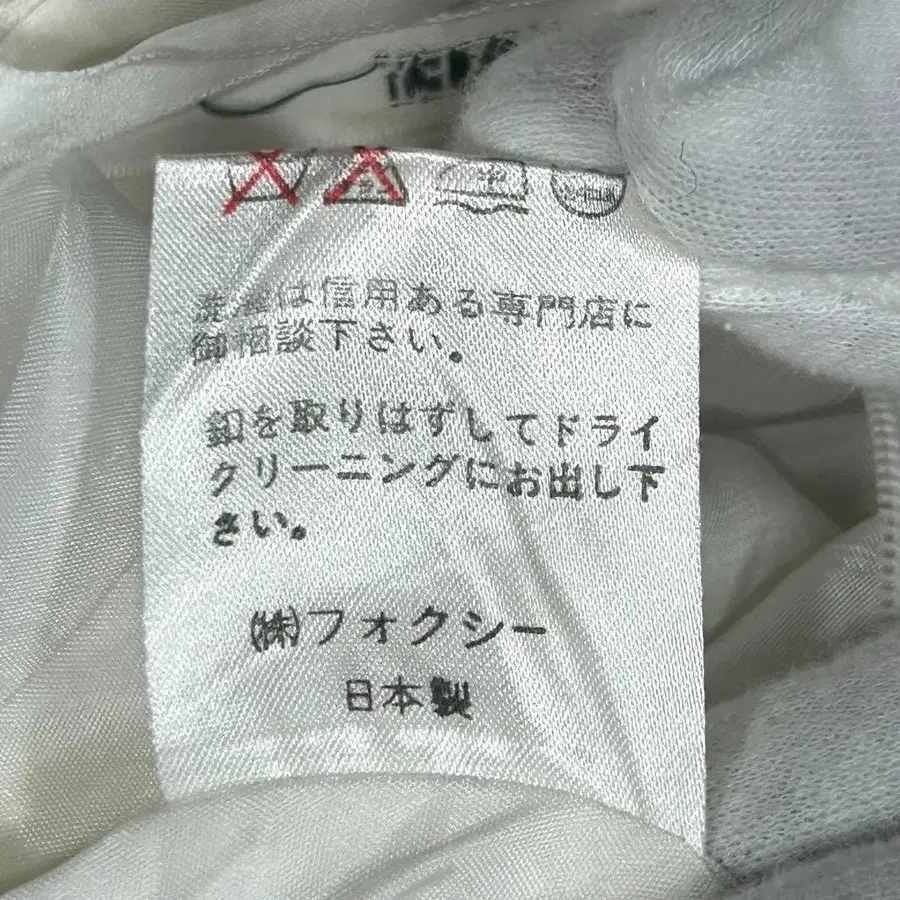 洗濯は信用ある専門店に
御相談下さい。
釦を取りはずしてドライ
クリーニングにお出し下
さい。
㈱フォクシー
日本製